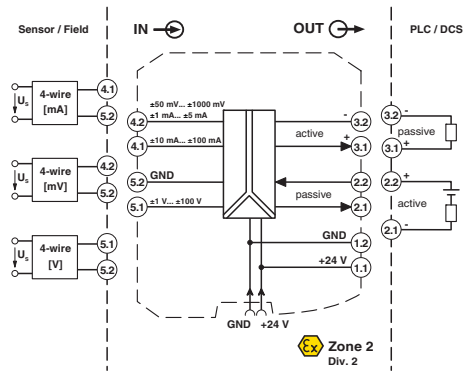 Sensor / Field
IN
OUT
PLC / DCS
4-wire
[mA]
Us
4.1
5.2
4-wire
[mV]
Us
4.2
5.2
4-wire
[V]
Us
5.1
5.2
±50 mV... ±1000 mV
±1 mA... ±5 mA
4.2
±10 mA... ±100 mA
4.1
GND
5.2
±1 V... ±100 V
5.1
-
3.2
active
+
3.1
2.2
passive
2.1
GND
1.2
+24 V
1.1
GND +24 V
3.2 -
passive
3.1 +
2.2 +
active
2.1 -
Ex Zone 2
Div. 2